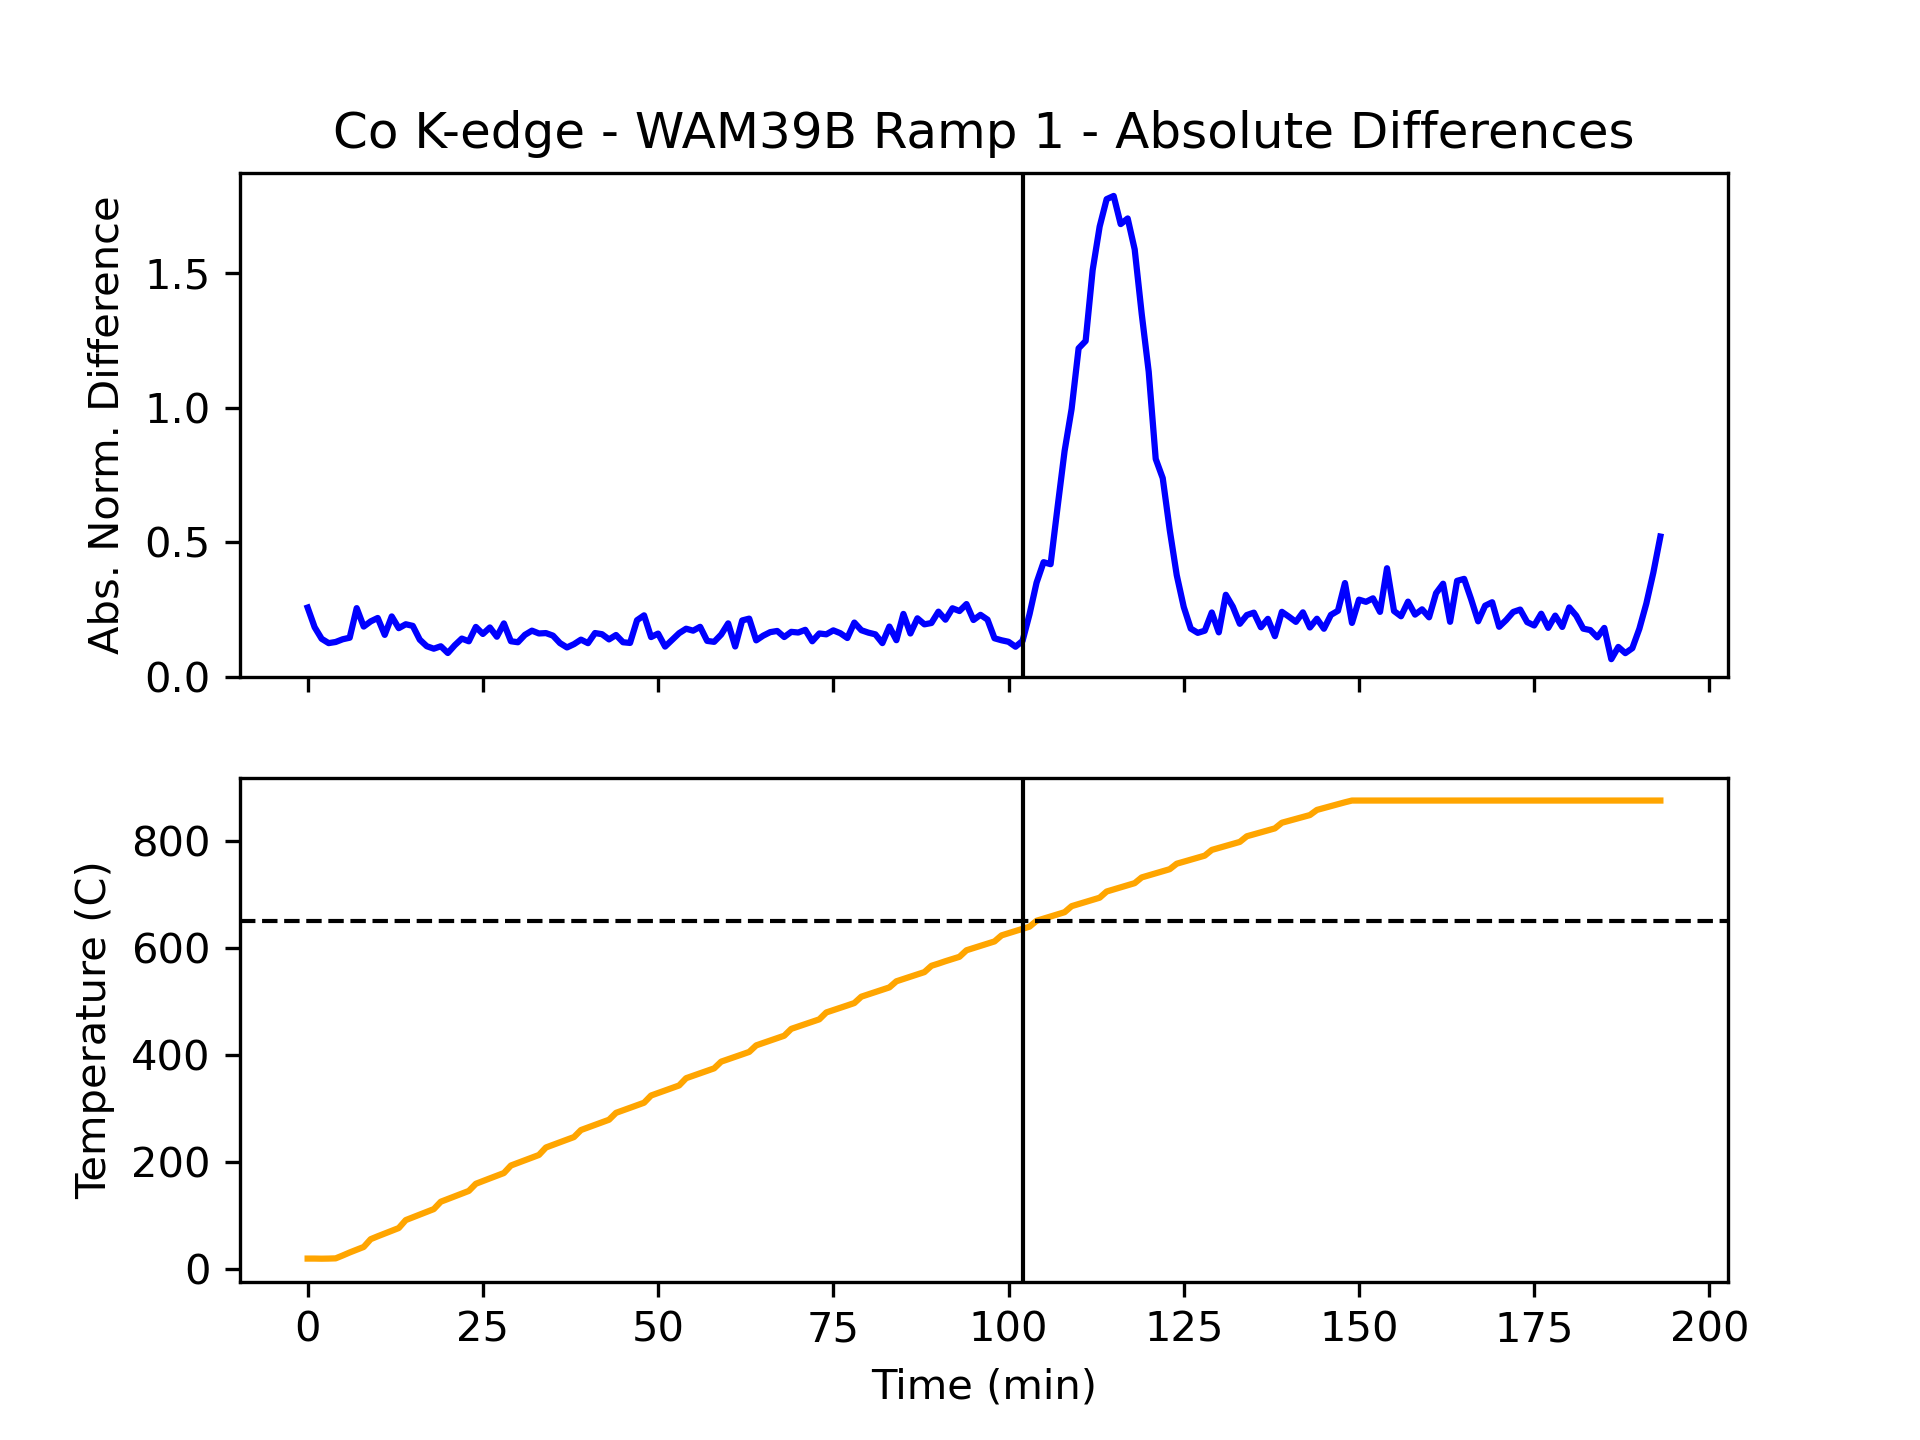 Co K-edge - WAM39B Ramp 1 - Absolute Differences
Abs. Norm. Difference
1.5
1.0
0.5
0.0
Temperature (C)
800
600
400
200
0
0 25 50 75 100 125 150 175 200
Time (min)